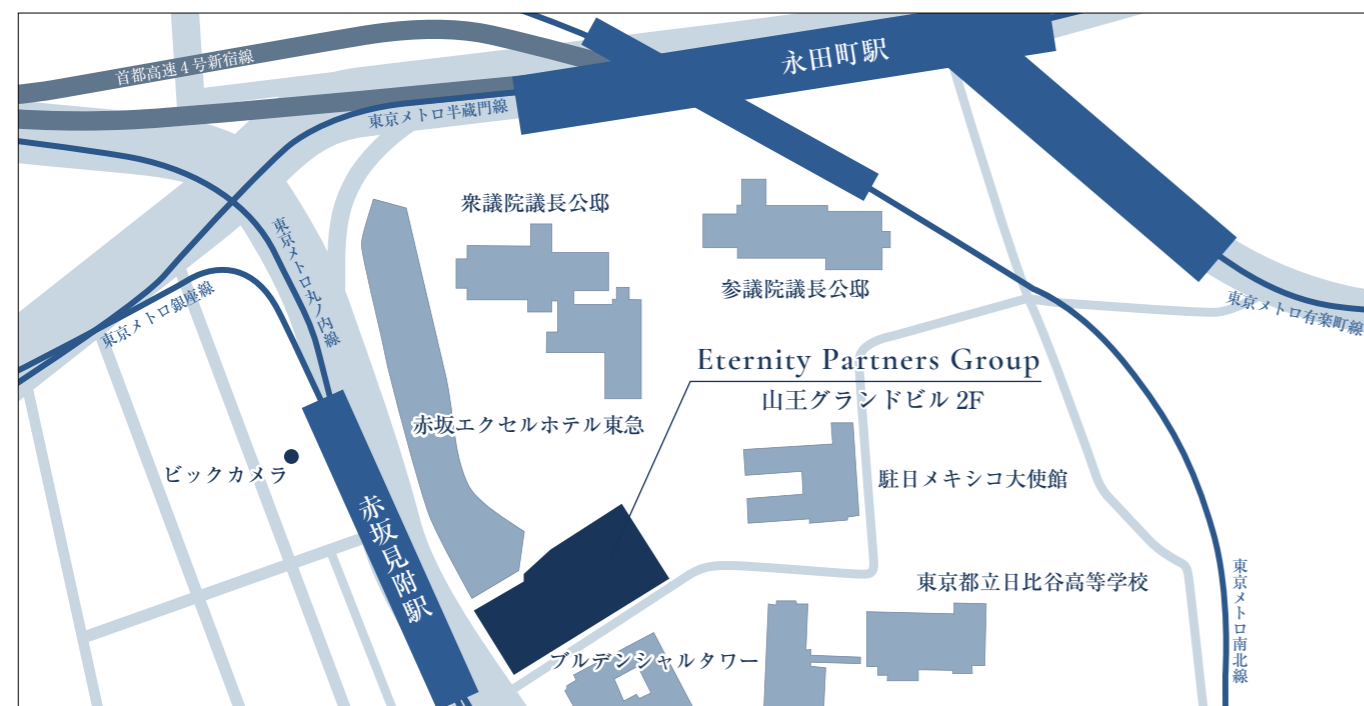 首都高速4号新宿線
永田町駅
東京メトロ半蔵門線
衆議院議長公邸
参議院議長公邸
東京メトロ丸ノ内線
東京メトロ銀座線
東京メトロ有楽町線
Eternity Partners Group
山王グランドビル 2F
赤坂エクセルホテル東急
ビックカメラ
駐日メキシコ大使館
赤坂見附駅
東京都立日比谷高等学校
東京メトロ南北線
プルデンシャルタワー